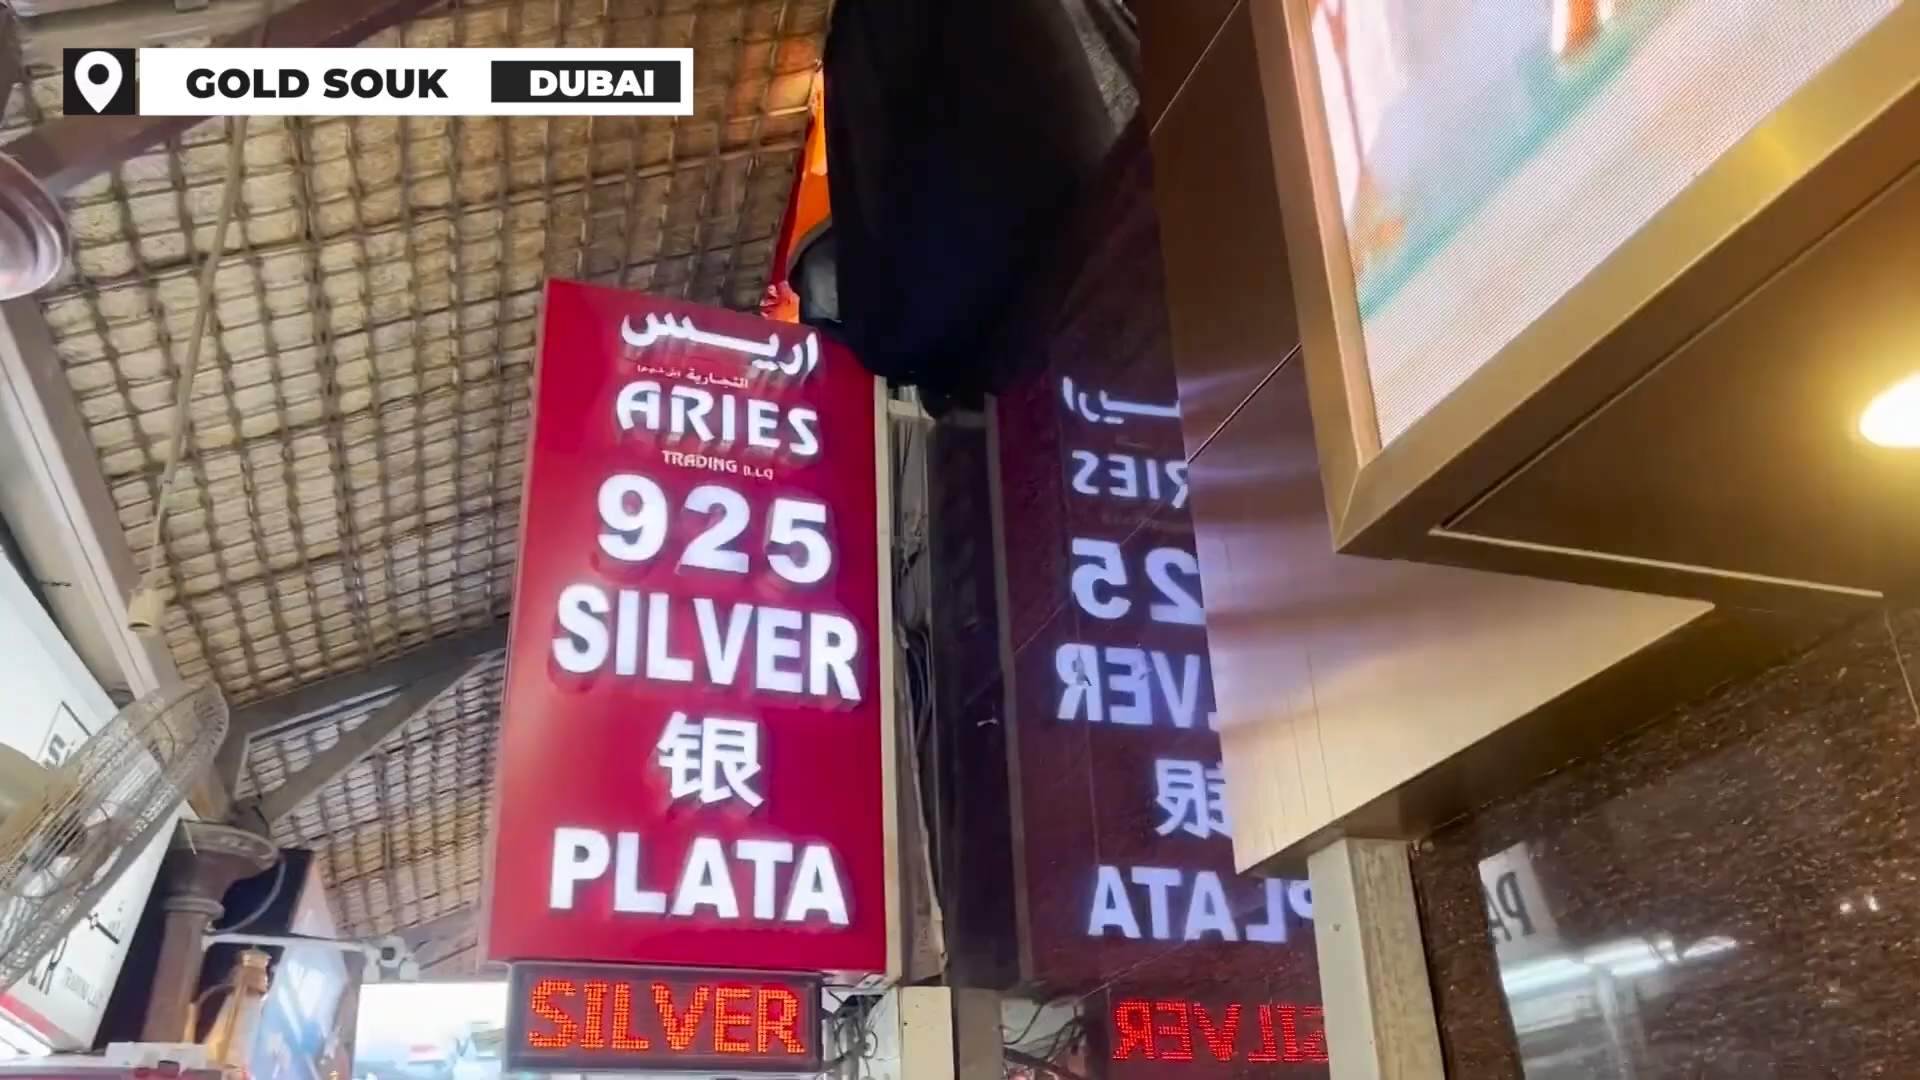 GOLD SOUK DUBAI
اريس
التجارية
ARIES
TRADING (L.L.C)
925
SILVER
银
PLATA
SILVER